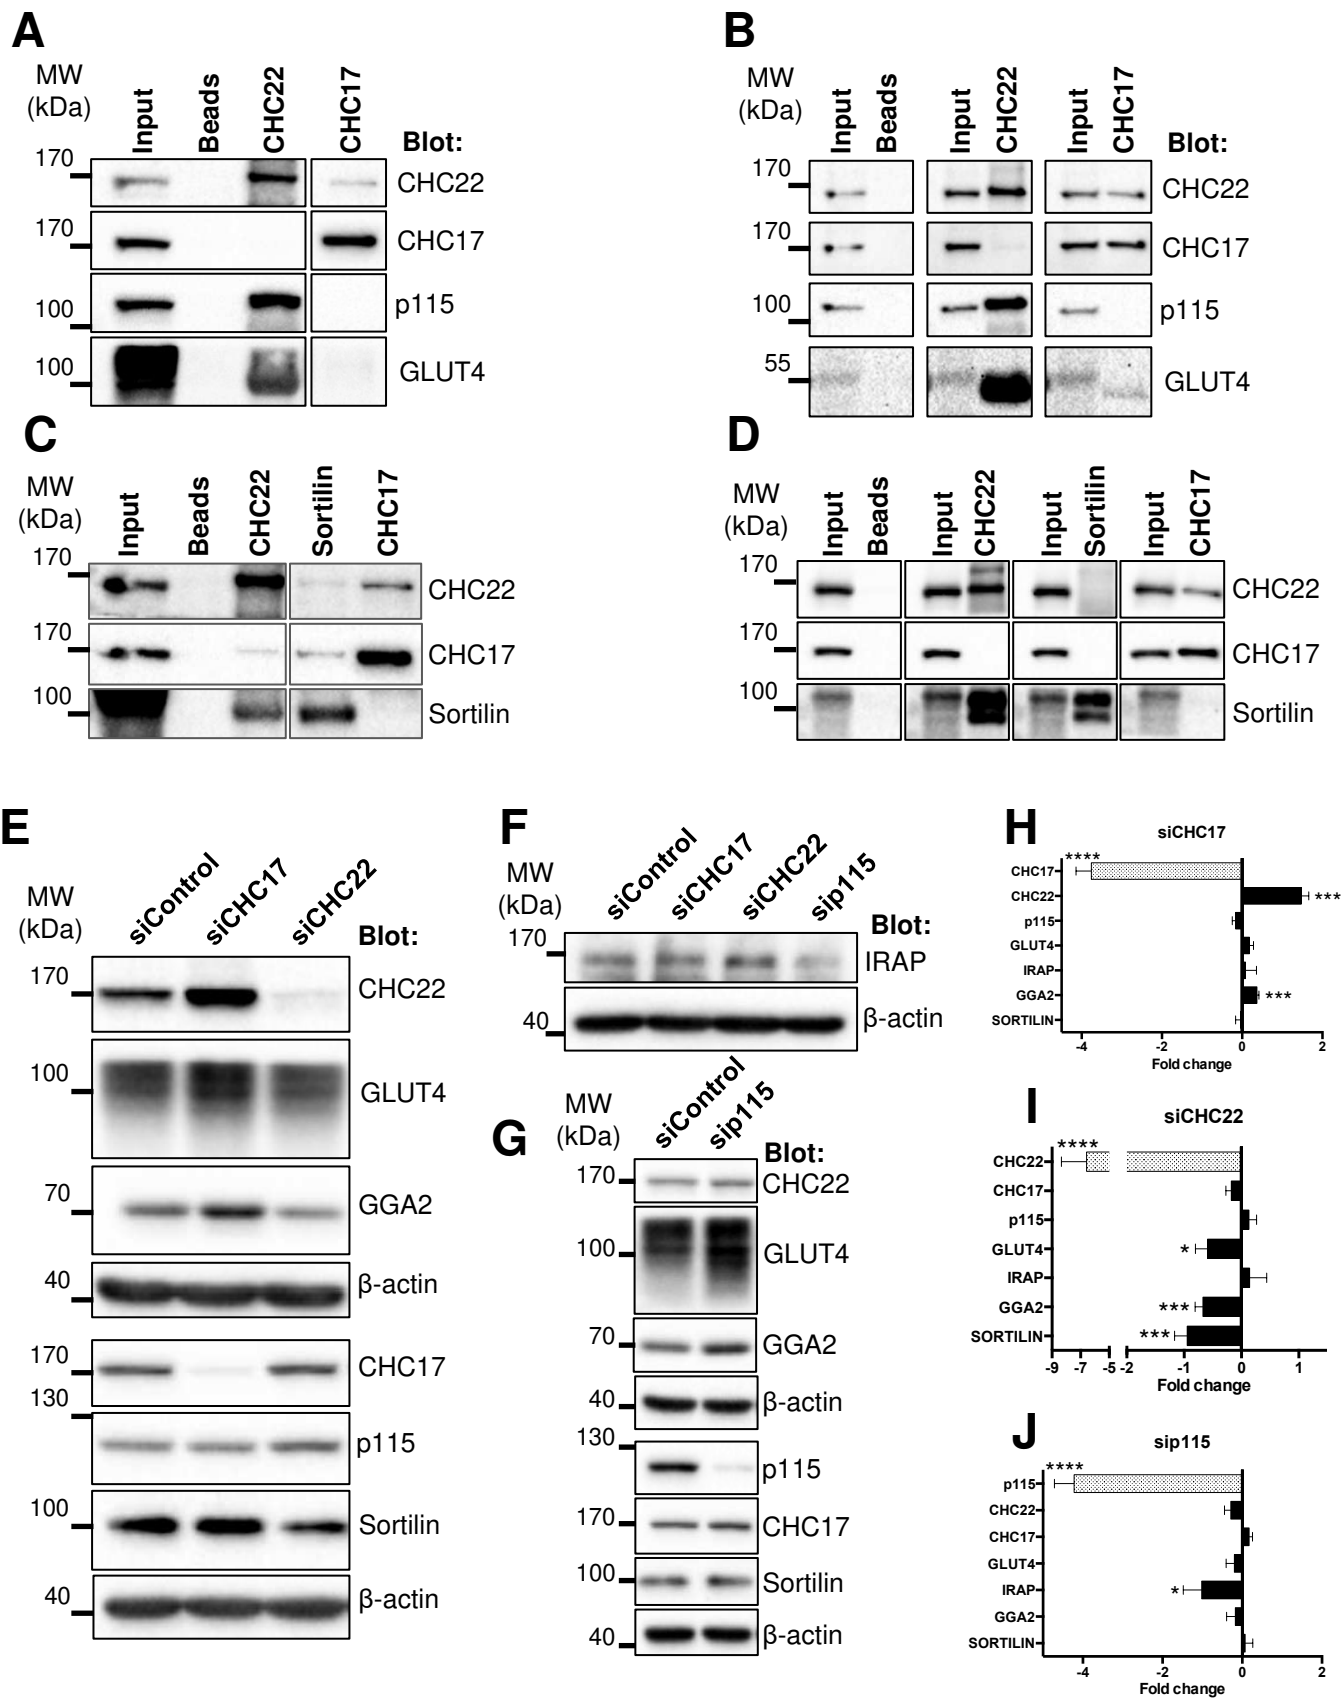 A
MW
(kDa)
Input
Beads
CHC22
CHC17
Blot:
170
CHC22
170
CHC17
100
p115
100
GLUT4
B
MW
(kDa)
Input
Beads
Input
CHC22
Input
CHC17
Blot:
170
CHC22
170
CHC17
100
p115
55
GLUT4
C
MW
(kDa)
Input
Beads
CHC22
Sortilin
CHC17
170
CHC22
170
CHC17
100
Sortilin
D
MW
(kDa)
Input
Beads
Input
CHC22
Input
Sortilin
Input
CHC17
170
CHC22
170
CHC17
100
Sortilin
E
MW
(kDa)
siControl
siCHC17
siCHC22
Blot:
170
CHC22
100
GLUT4
70
GGA2
40
β-actin
170
CHC17
130
p115
100
Sortilin
40
β-actin
F
MW
(kDa)
siControl
siCHC17
siCHC22
sip115
Blot:
170
IRAP
40
β-actin
G
MW
(kDa)
siControl
sip115
Blot:
170
CHC22
100
GLUT4
70
GGA2
40
β-actin
130
p115
170
CHC17
100
Sortilin
40
β-actin
H
siCHC17
CHC17 ****
CHC22 ***
p115
GLUT4
IRAP
GGA2 ***
SORTILIN
-4 -2 0 2
Fold change
I
siCHC22
CHC22 ****
CHC17
p115
GLUT4 *
IRAP
GGA2 ***
SORTILIN ***
-9 -7 -5 -2 -1 0 1
Fold change
J
sip115
p115 ****
CHC22
CHC17
GLUT4
IRAP *
GGA2
SORTILIN
-4 -2 0 2
Fold change